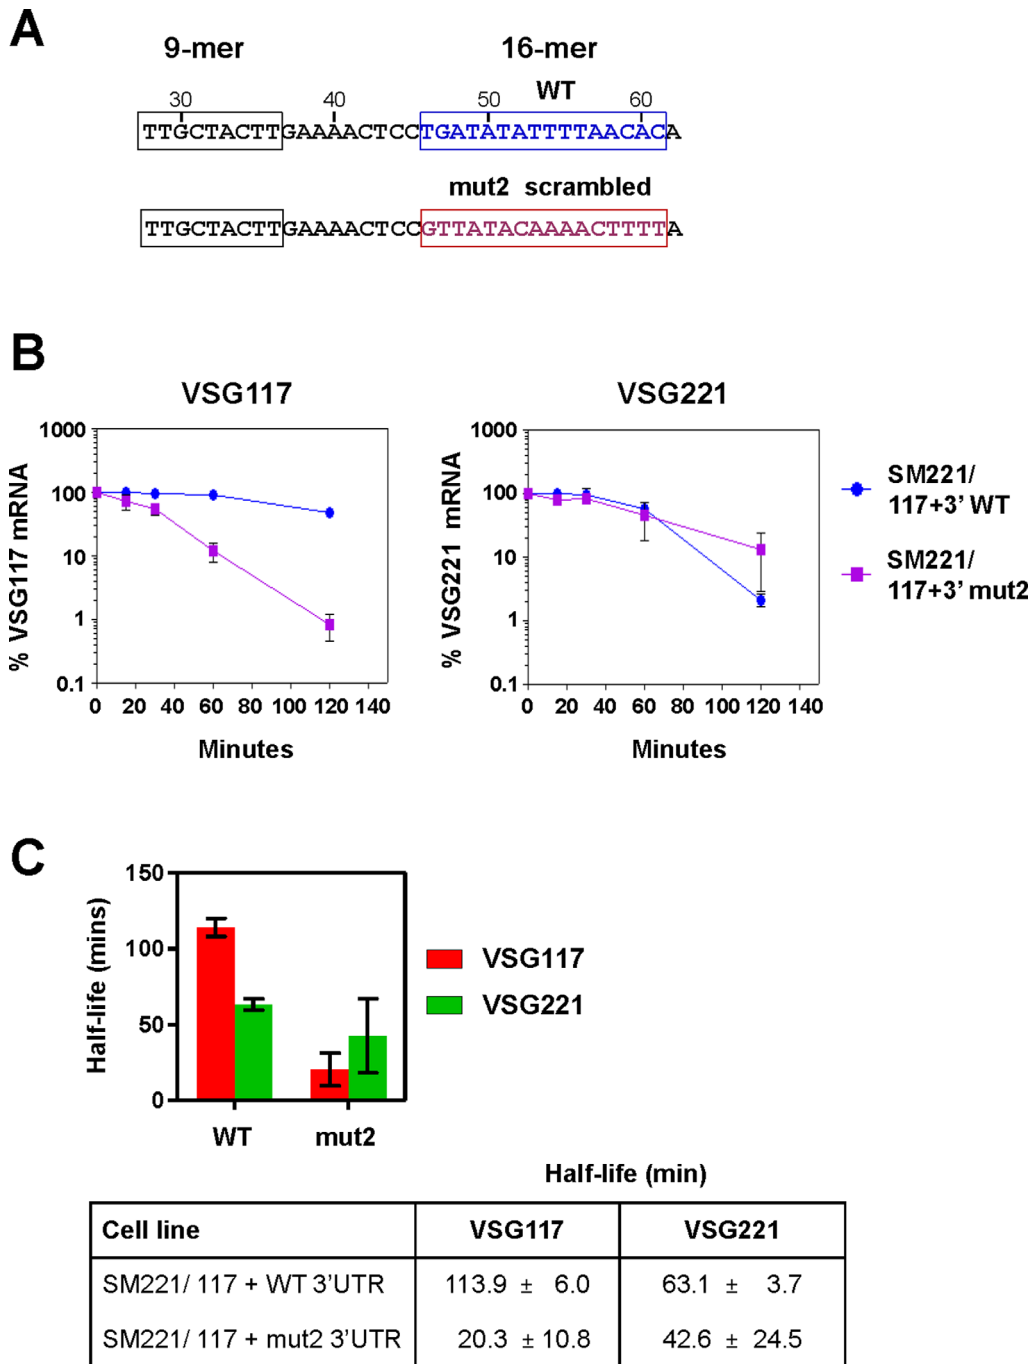 A
9-mer 16-mer
WT
30 40 50 60
TTGCTACTTGAAAACTCCTGATATATTTTAACACA
mut2 scrambled
TTGCTACTTGAAAACTCCGTTATACAAAACTTTTA
B
VSG117
% VSG117 mRNA
1000
100
10
1
0.1
0 20 40 60 80 100 120 140
Minutes
VSG221
% VSG221 mRNA
1000
100
10
1
0.1
0 20 40 60 80 100 120 140
Minutes
SM221/
117+3' WT
SM221/
117+3' mut2
C
Half-life (mins)
150
100
50
0
WT mut2
VSG117
VSG221
Half-life (min)
Cell line VSG117 VSG221
SM221/ 117 + WT 3'UTR 113.9 ± 6.0 63.1 ± 3.7
SM221/ 117 + mut2 3'UTR 20.3 ± 10.8 42.6 ± 24.5